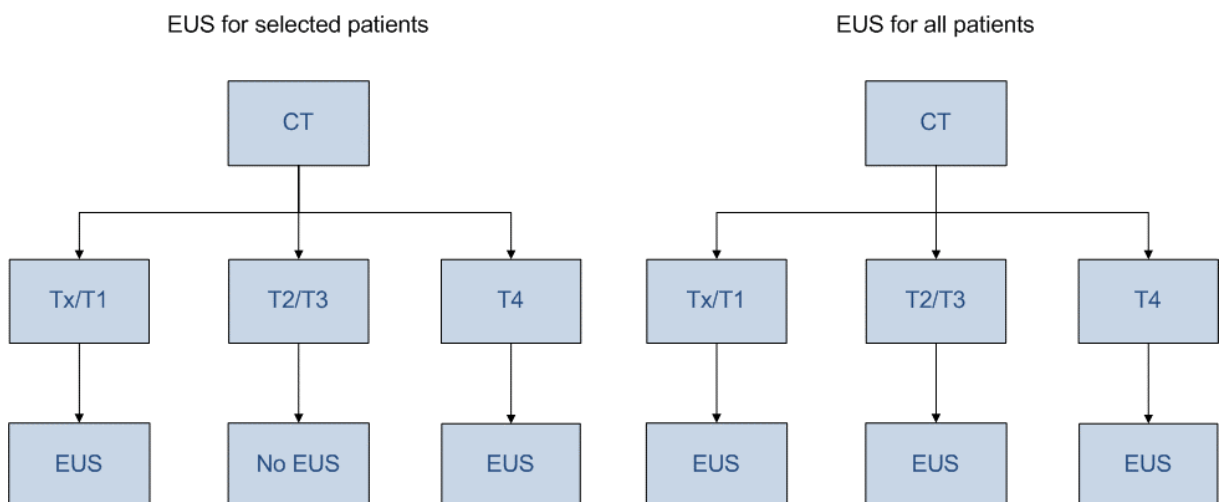 EUS for selected patients
CT
Tx/T1
T2/T3
T4
EUS
No EUS
EUS
EUS for all patients
CT
Tx/T1
T2/T3
T4
EUS
EUS
EUS